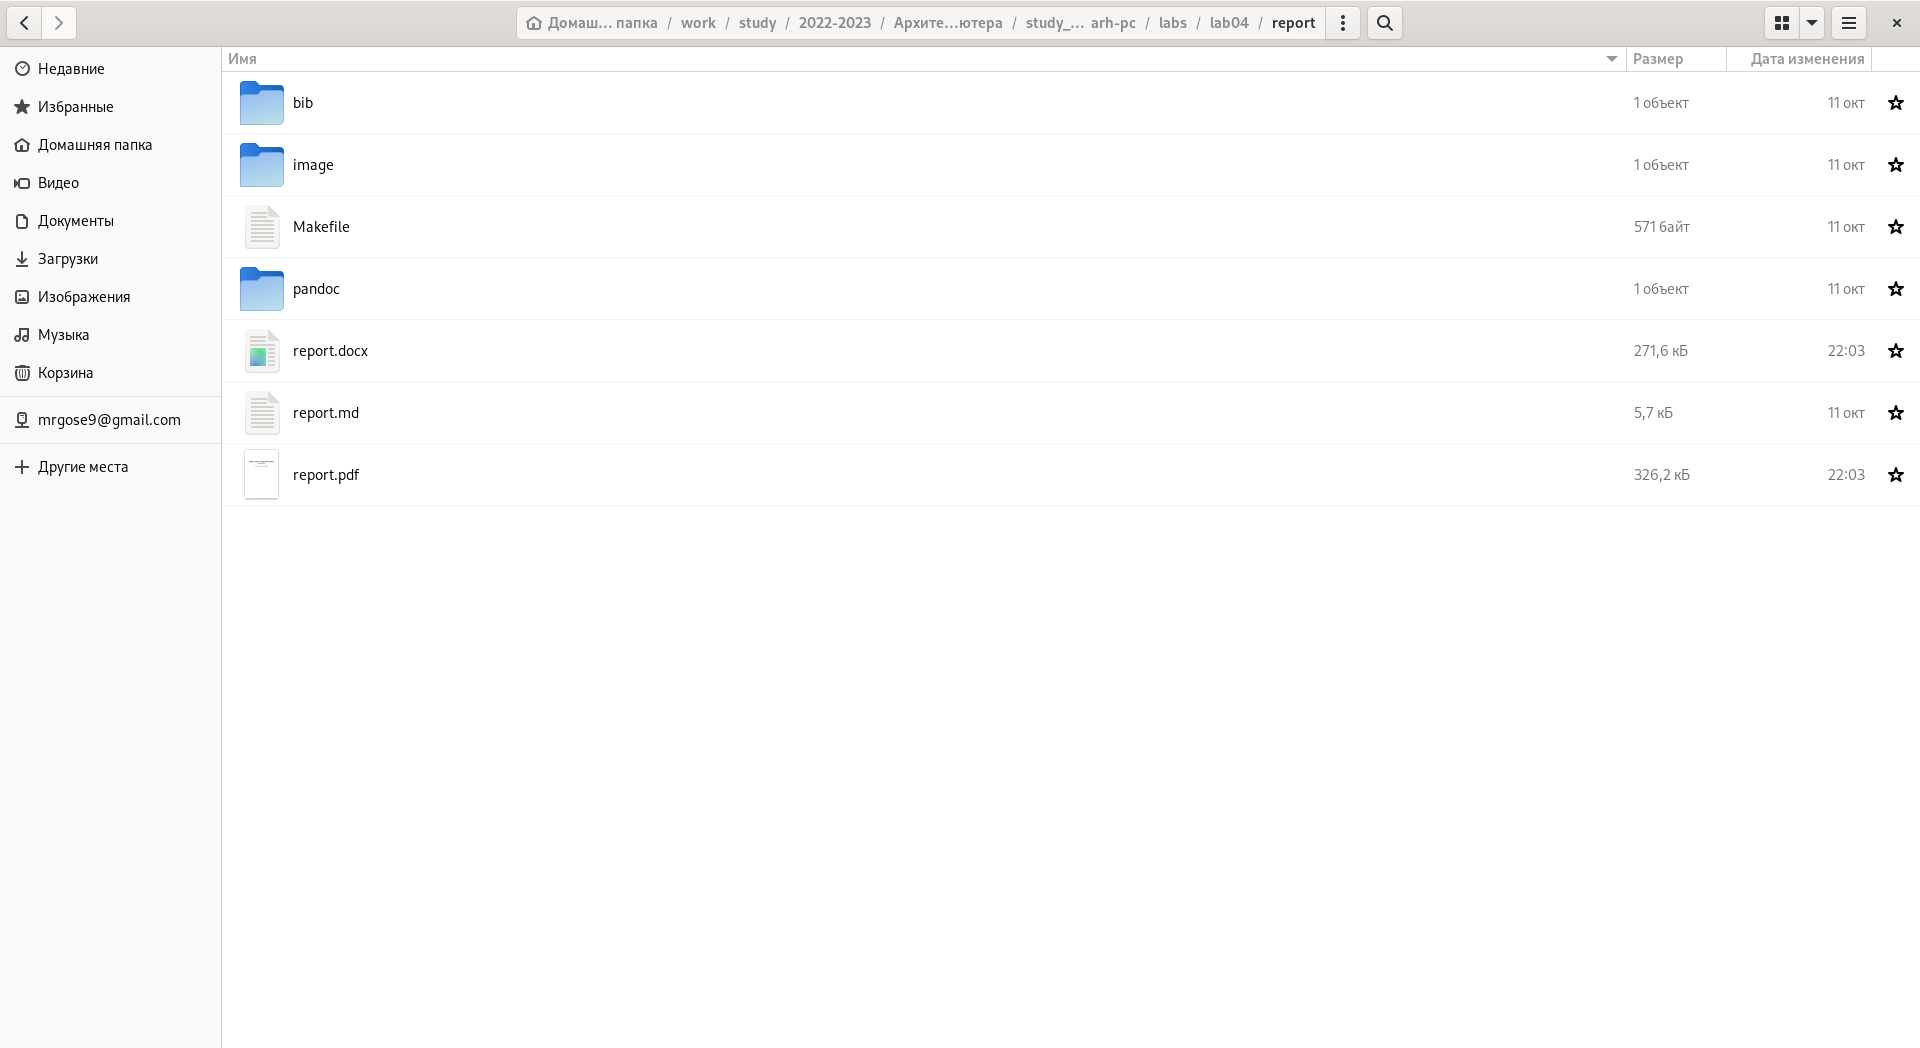 Домаш... папка / work / study / 2022-2023 / Архите...ютера / study_... arh-pc / labs / lab04 / report
Недавние
Избранные
Домашняя папка
Видео
Документы
Загрузки
Изображения
Музыка
Корзина
mrgose9@gmail.com
Другие места
Имя Размер Дата изменения
bib 1 объект 11 окт
image 1 объект 11 окт
Makefile 571 байт 11 окт
pandoc 1 объект 11 окт
report.docx 271,6 кБ 22:03
report.md 5,7 кБ 11 окт
report.pdf 326,2 кБ 22:03